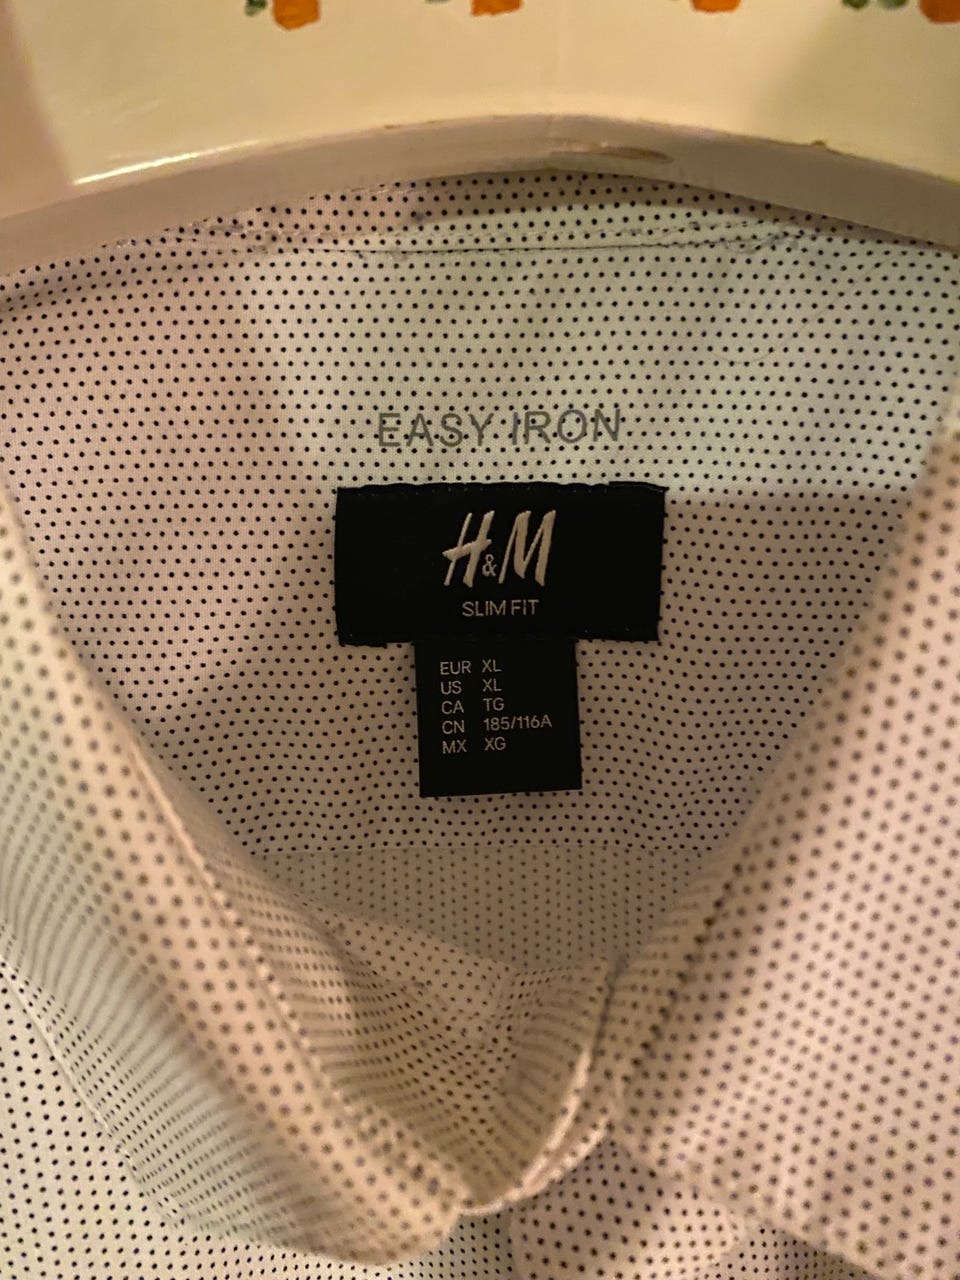 EASY IRON
H&M
SLIM FIT
EUR XL
US XL
CA TG
CN 185/116A
MX XG